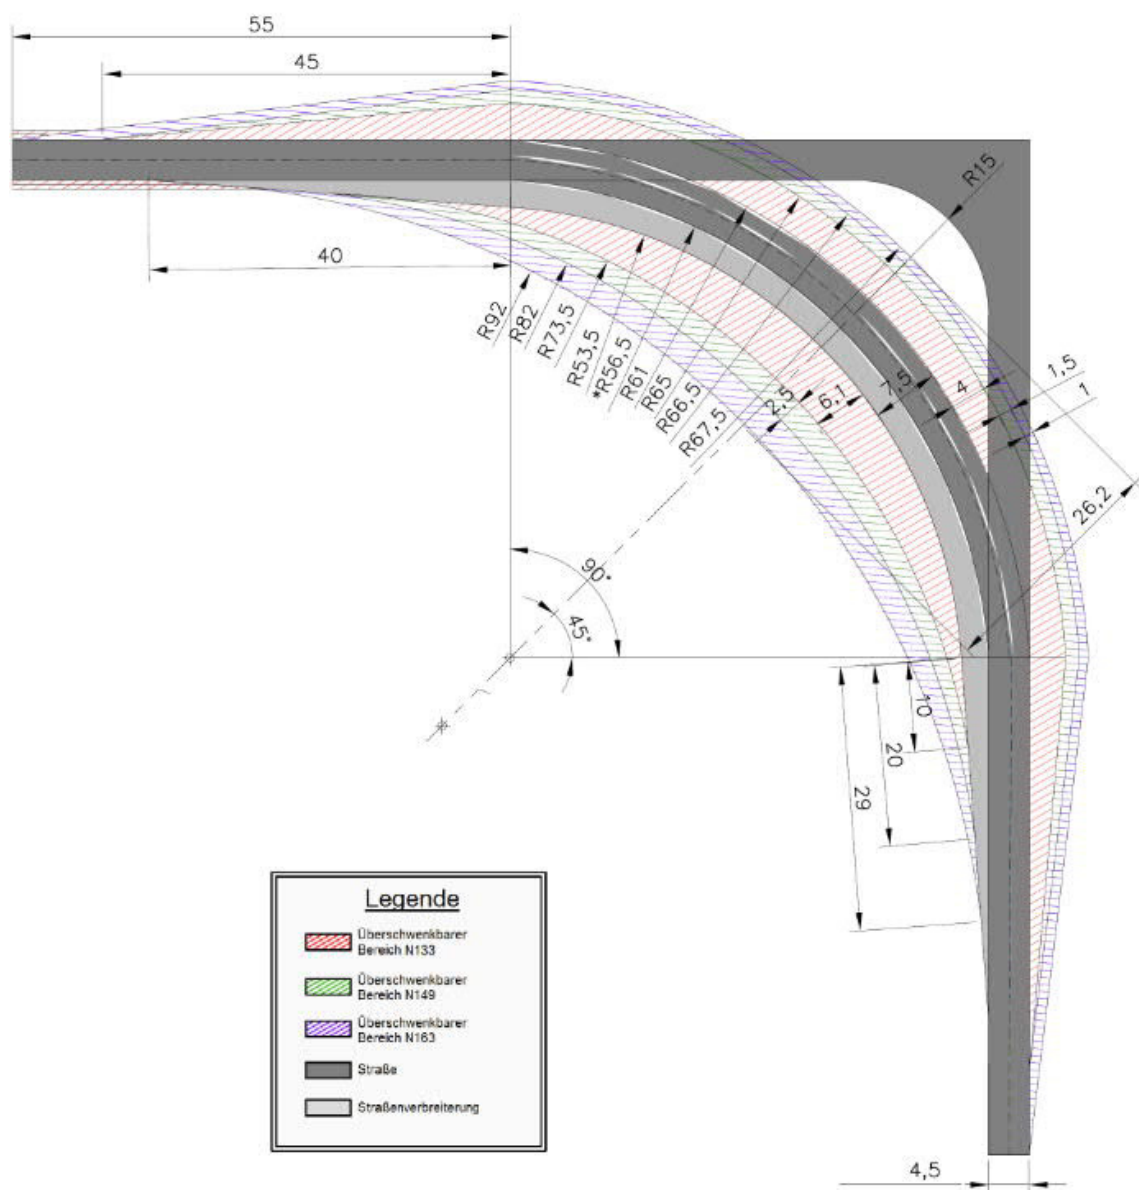 55
45
40
R15
R92
R82
R73,5
R53,5
*R56,5
R61
R65
R66,5
R67,5
2,5
6,1
7,5
4
1,5
1
26,2
90°
45°
10
20
29
Legende
Überschwenkbarer
Bereich N133
Überschwenkbarer
Bereich N149
Überschwenkbarer
Bereich N163
Straße
Straßenverbreiterung
4,5